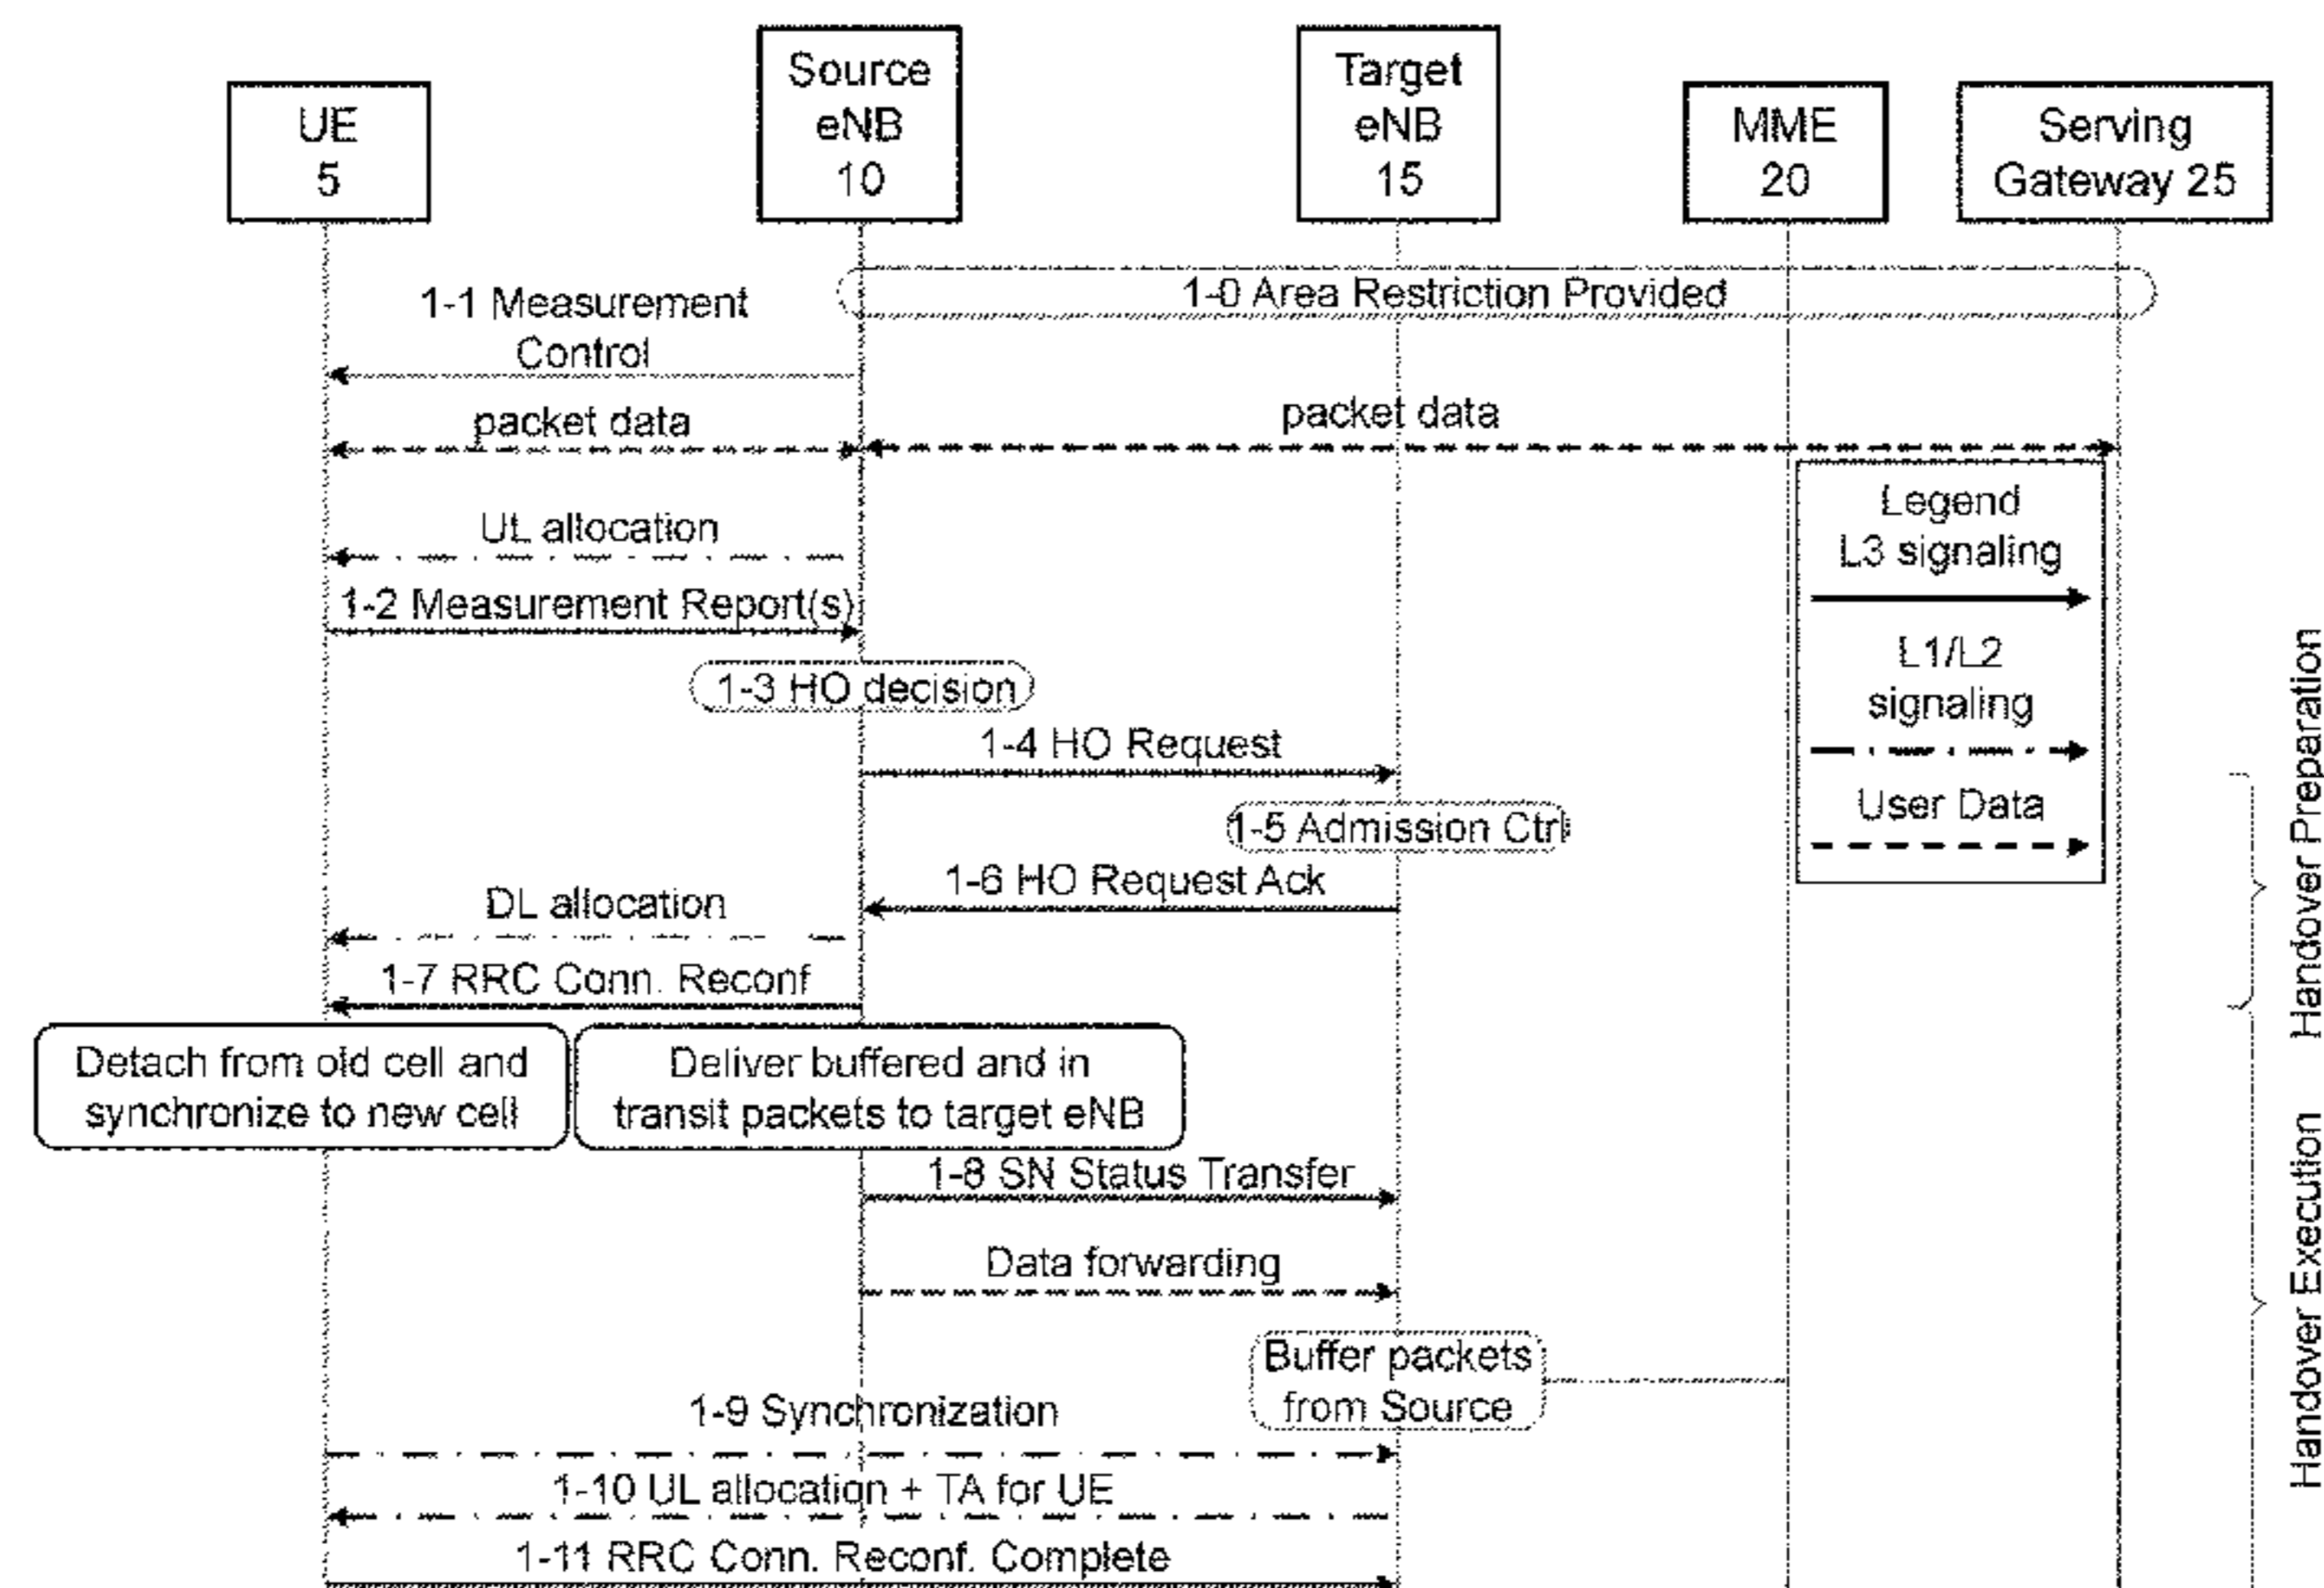 UE
5
Source
eNB
10
Target
eNB
15
MME
20
Serving
Gateway 25
1-0 Area Restriction Provided
1-1 Measurement
Control
packet data
packet data
UL allocation
1-2 Measurement Report(s)
1-3 HO decision
1-4 HO Request
1-5 Admission Ctrl
1-6 HO Request Ack
DL allocation
1-7 RRC Conn. Reconf
Legend
L3 signaling
L1/L2
signaling
User Data
Handover Preparation
Detach from old cell and
synchronize to new cell
Deliver buffered and in
transit packets to target eNB
1-8 SN Status Transfer
Data forwarding
Buffer packets
from Source
1-9 Synchronization
1-10 UL allocation + TA for UE
1-11 RRC Conn. Reconf. Complete
Handover Execution